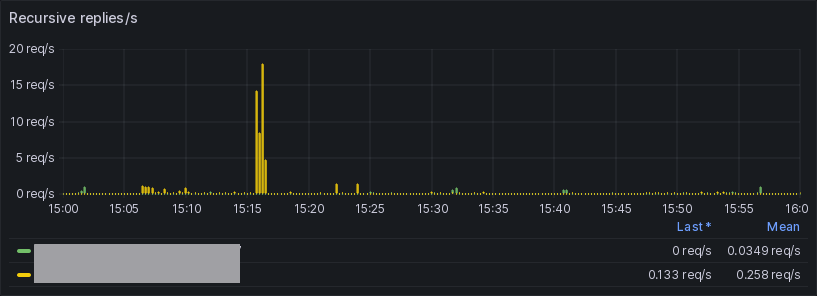 Recursive replies/s
20 req/s
15 req/s
10 req/s
5 req/s
0 req/s
15:00 15:05 15:10 15:15 15:20 15:25 15:30 15:35 15:40 15:45 15:50 15:55 16:0
Last * Mean
0 req/s 0.0349 req/s
0.133 req/s 0.258 req/s